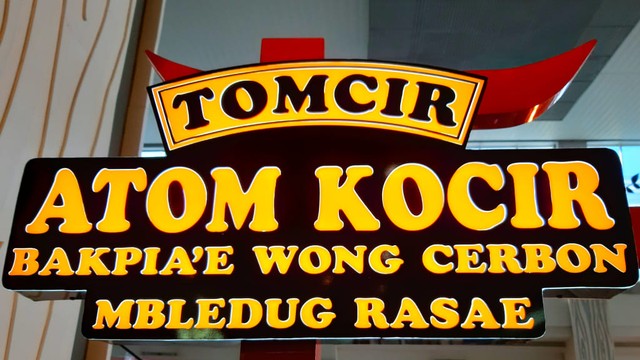 TOMCIR
ATOM KOCIR
BAKPIA'E WONG CERBON
MBLEDUG RASAE